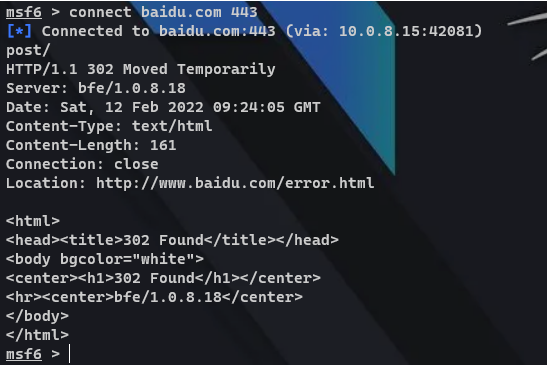 msf6 > connect baidu.com 443
[*] Connected to baidu.com:443 (via: 10.0.8.15:42081)
post/
HTTP/1.1 302 Moved Temporarily
Server: bfe/1.0.8.18
Date: Sat, 12 Feb 2022 09:24:05 GMT
Content-Type: text/html
Content-Length: 161
Connection: close
Location: http://www.baidu.com/error.html

<html>
<head><title>302 Found</title></head>
<body bgcolor="white">
<center><h1>302 Found</h1></center>
<hr><center>bfe/1.0.8.18</center>
</body>
</html>
msf6 >